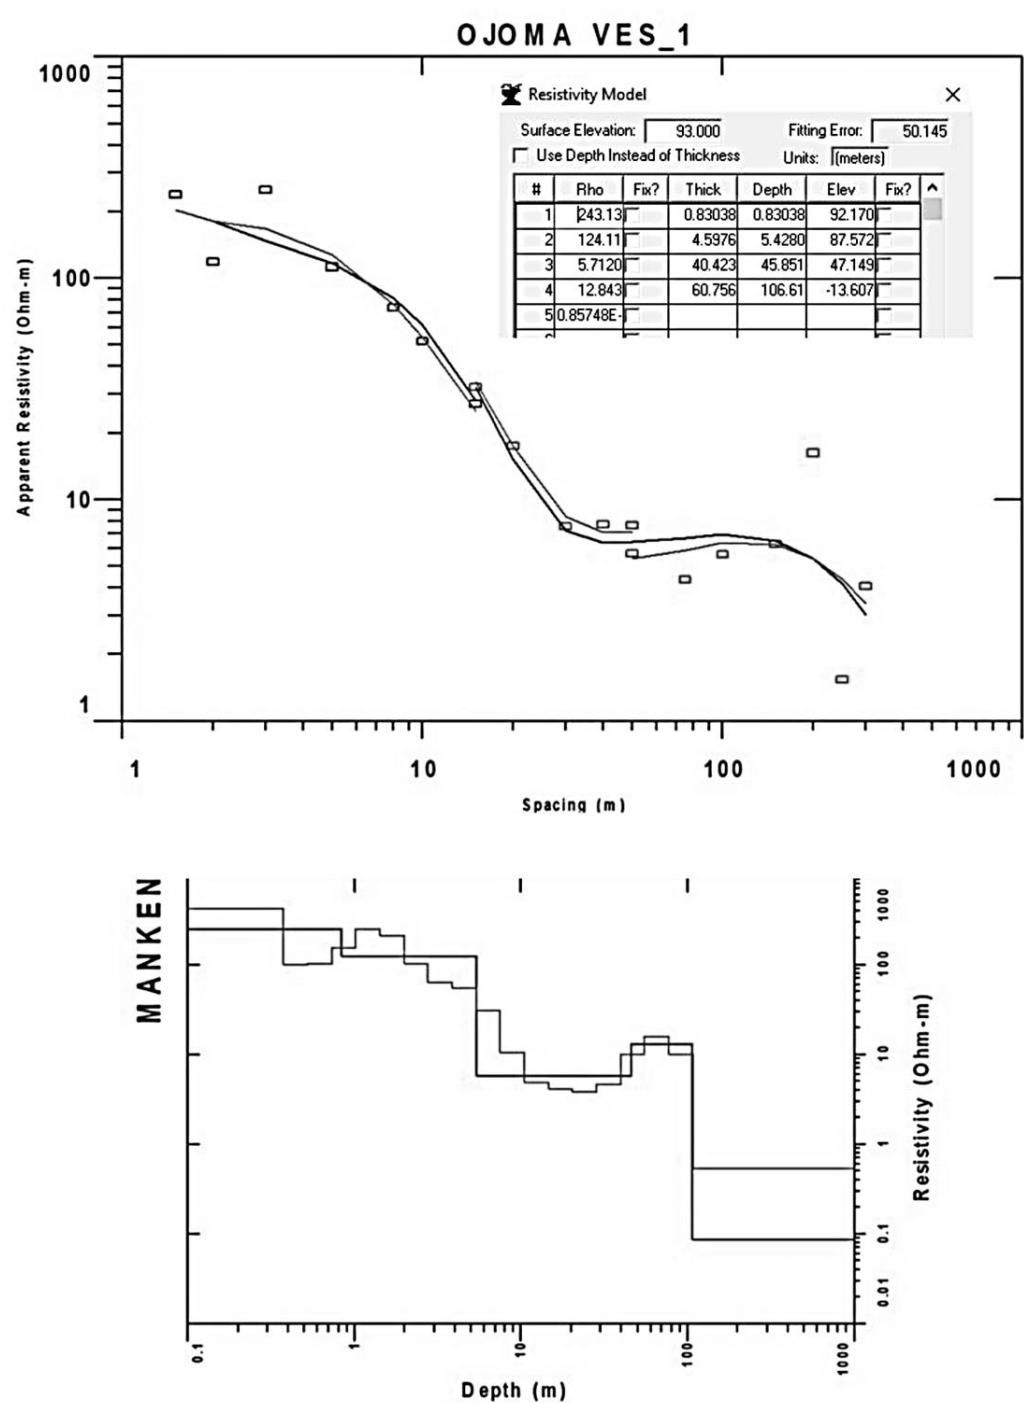 OJOMA VES_1
1000
100
10
1
Apparent Resistivity (Ohm-m)
Resistivity Model
Surface Elevation: 93.000 Fitting Error: 50.145
Use Depth Instead of Thickness Units: (meters)
# Rho Fix? Thick Depth Elev Fix?
1 243.13 0.83038 0.83038 92.170
2 124.11 4.5976 5.4280 87.572
3 5.7120 40.423 45.851 47.149
4 12.843 60.756 106.61 -13.607
5 0.85748E-
1 10 100 1000
Spacing (m)
MANKEN
1000
100
10
1
0.1
0.01
Resistivity (Ohm-m)
0.1 1 10 100 1000
Depth (m)